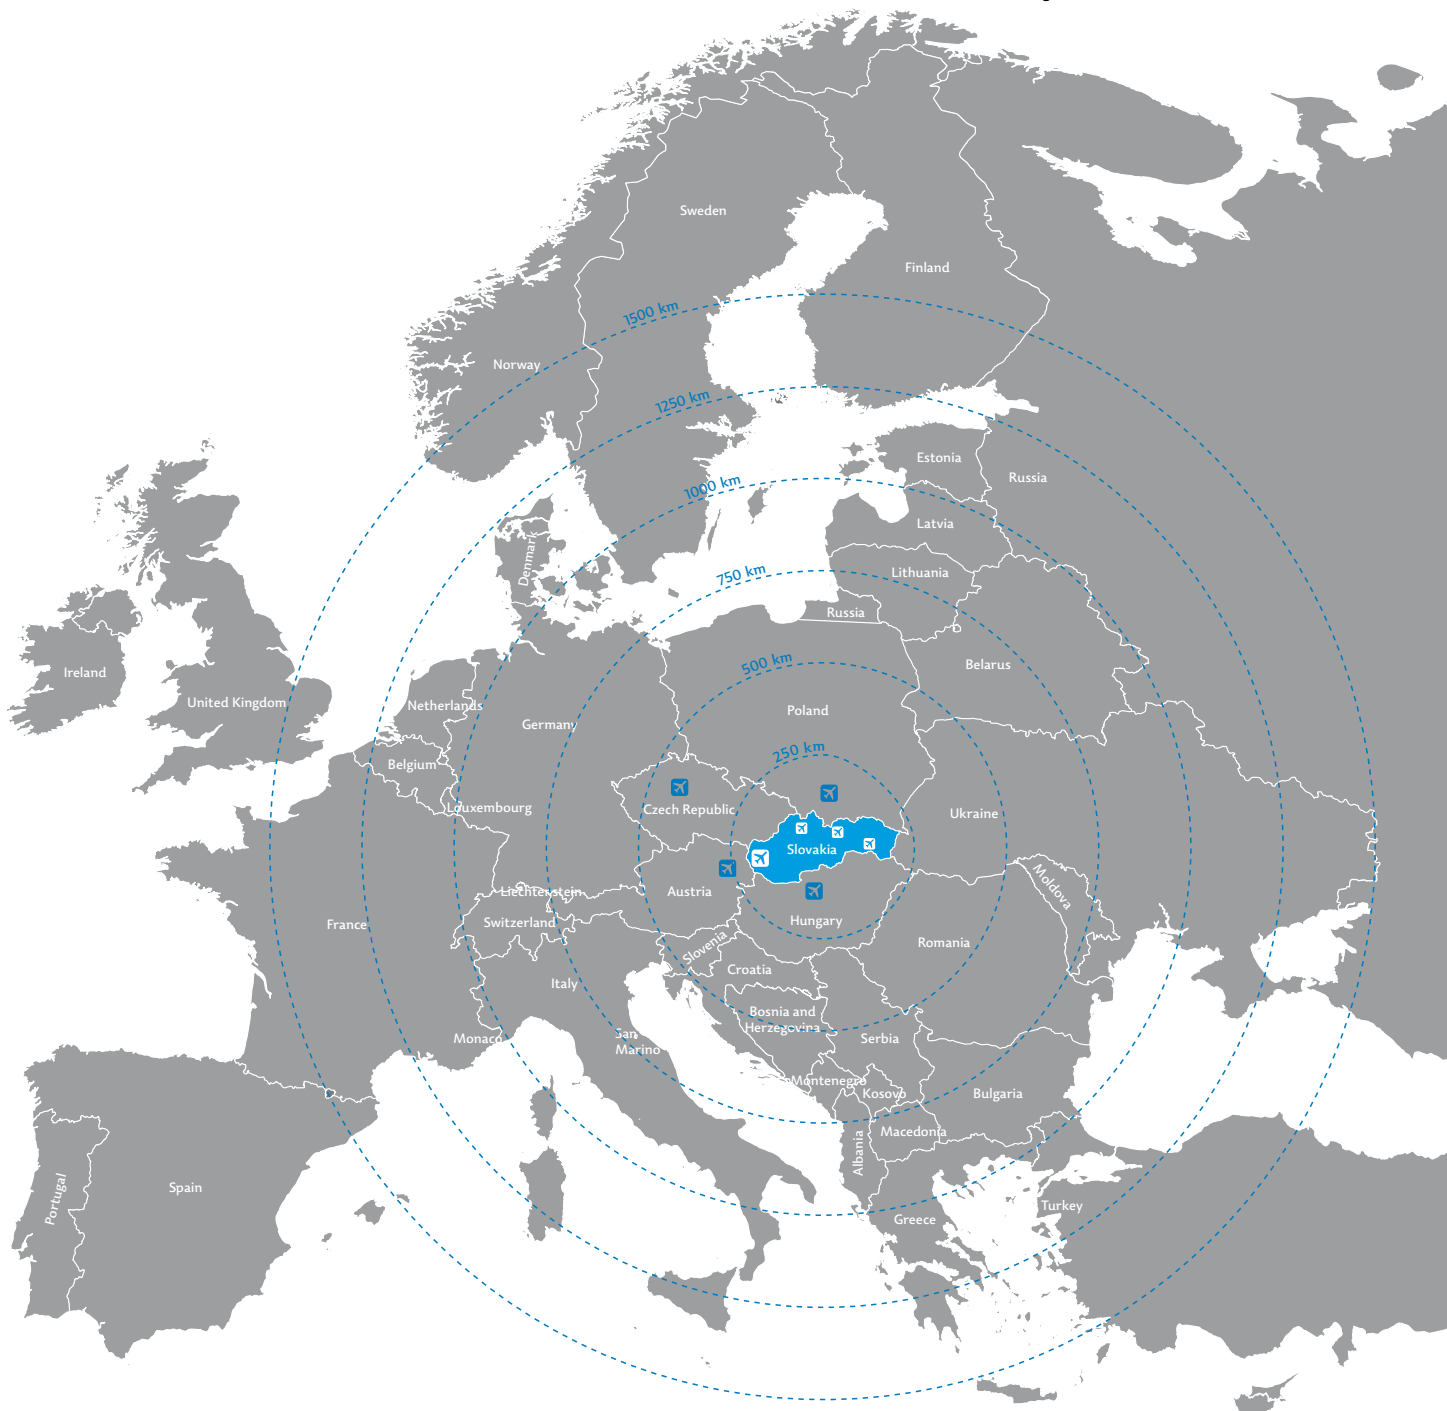 Sweden
Finland
1500 km
Norway
1250 km
Estonia
Russia
1000 km
Latvia
Denmark
Lithuania
750 km
Russia
Belarus
500 km
Ireland
United Kingdom
Netherlands
Germany
Poland
250 km
Belgium
Louxembourg
Czech Republic
Ukraine
Slovakia
Moldova
Liechtenstein
Austria
France
Switzerland
Hungary
Romania
Slovenia
Croatia
Italy
Bosnia and
Herzegovina
San
Marino
Monaco
Serbia
Montenegro
Kosovo
Bulgaria
Macedonia
Albania
Portugal
Spain
Turkey
Greece